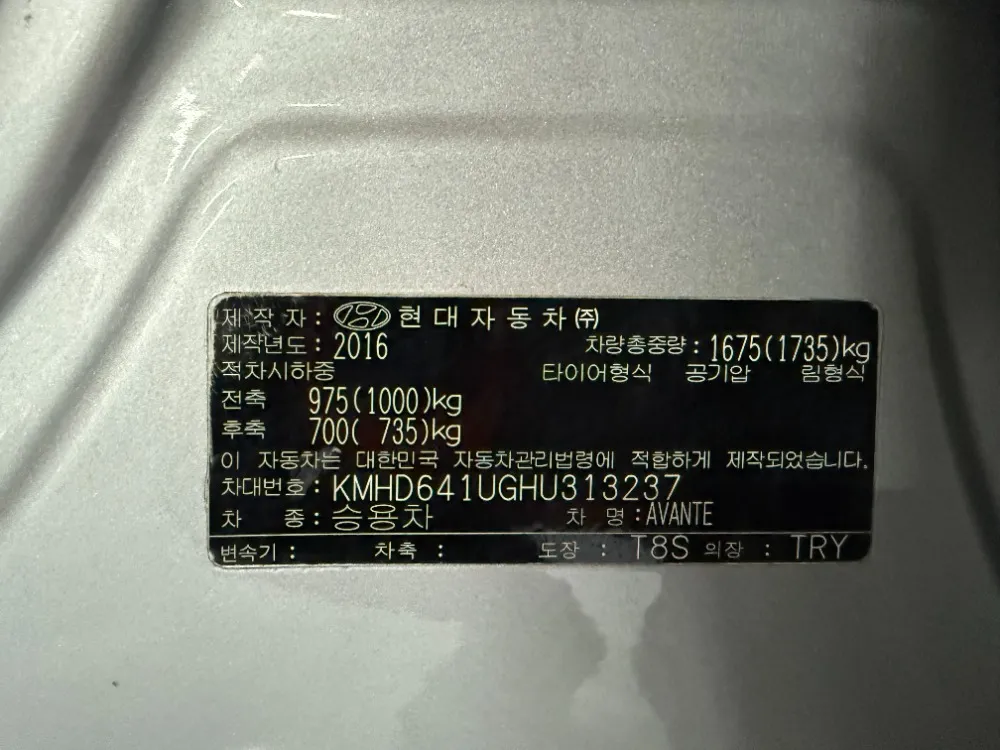 제 작 자 : 현 대 자 동 차 ㈜
제작년도 : 2016 차량총중량 : 1675(1735)kg
적차시하중 타이어형식 공기압 림형식
전축 975(1000)kg
후축 700( 735)kg
이 자동차는 대한민국 자동차관리법령에 적합하게 제작되었습니다.
차대번호 : KMHD641UGHU313237
차 종 : 승용차 차 명 : AVANTE
변속기 : 차축 : 도장 : T8S 의장 : TRY